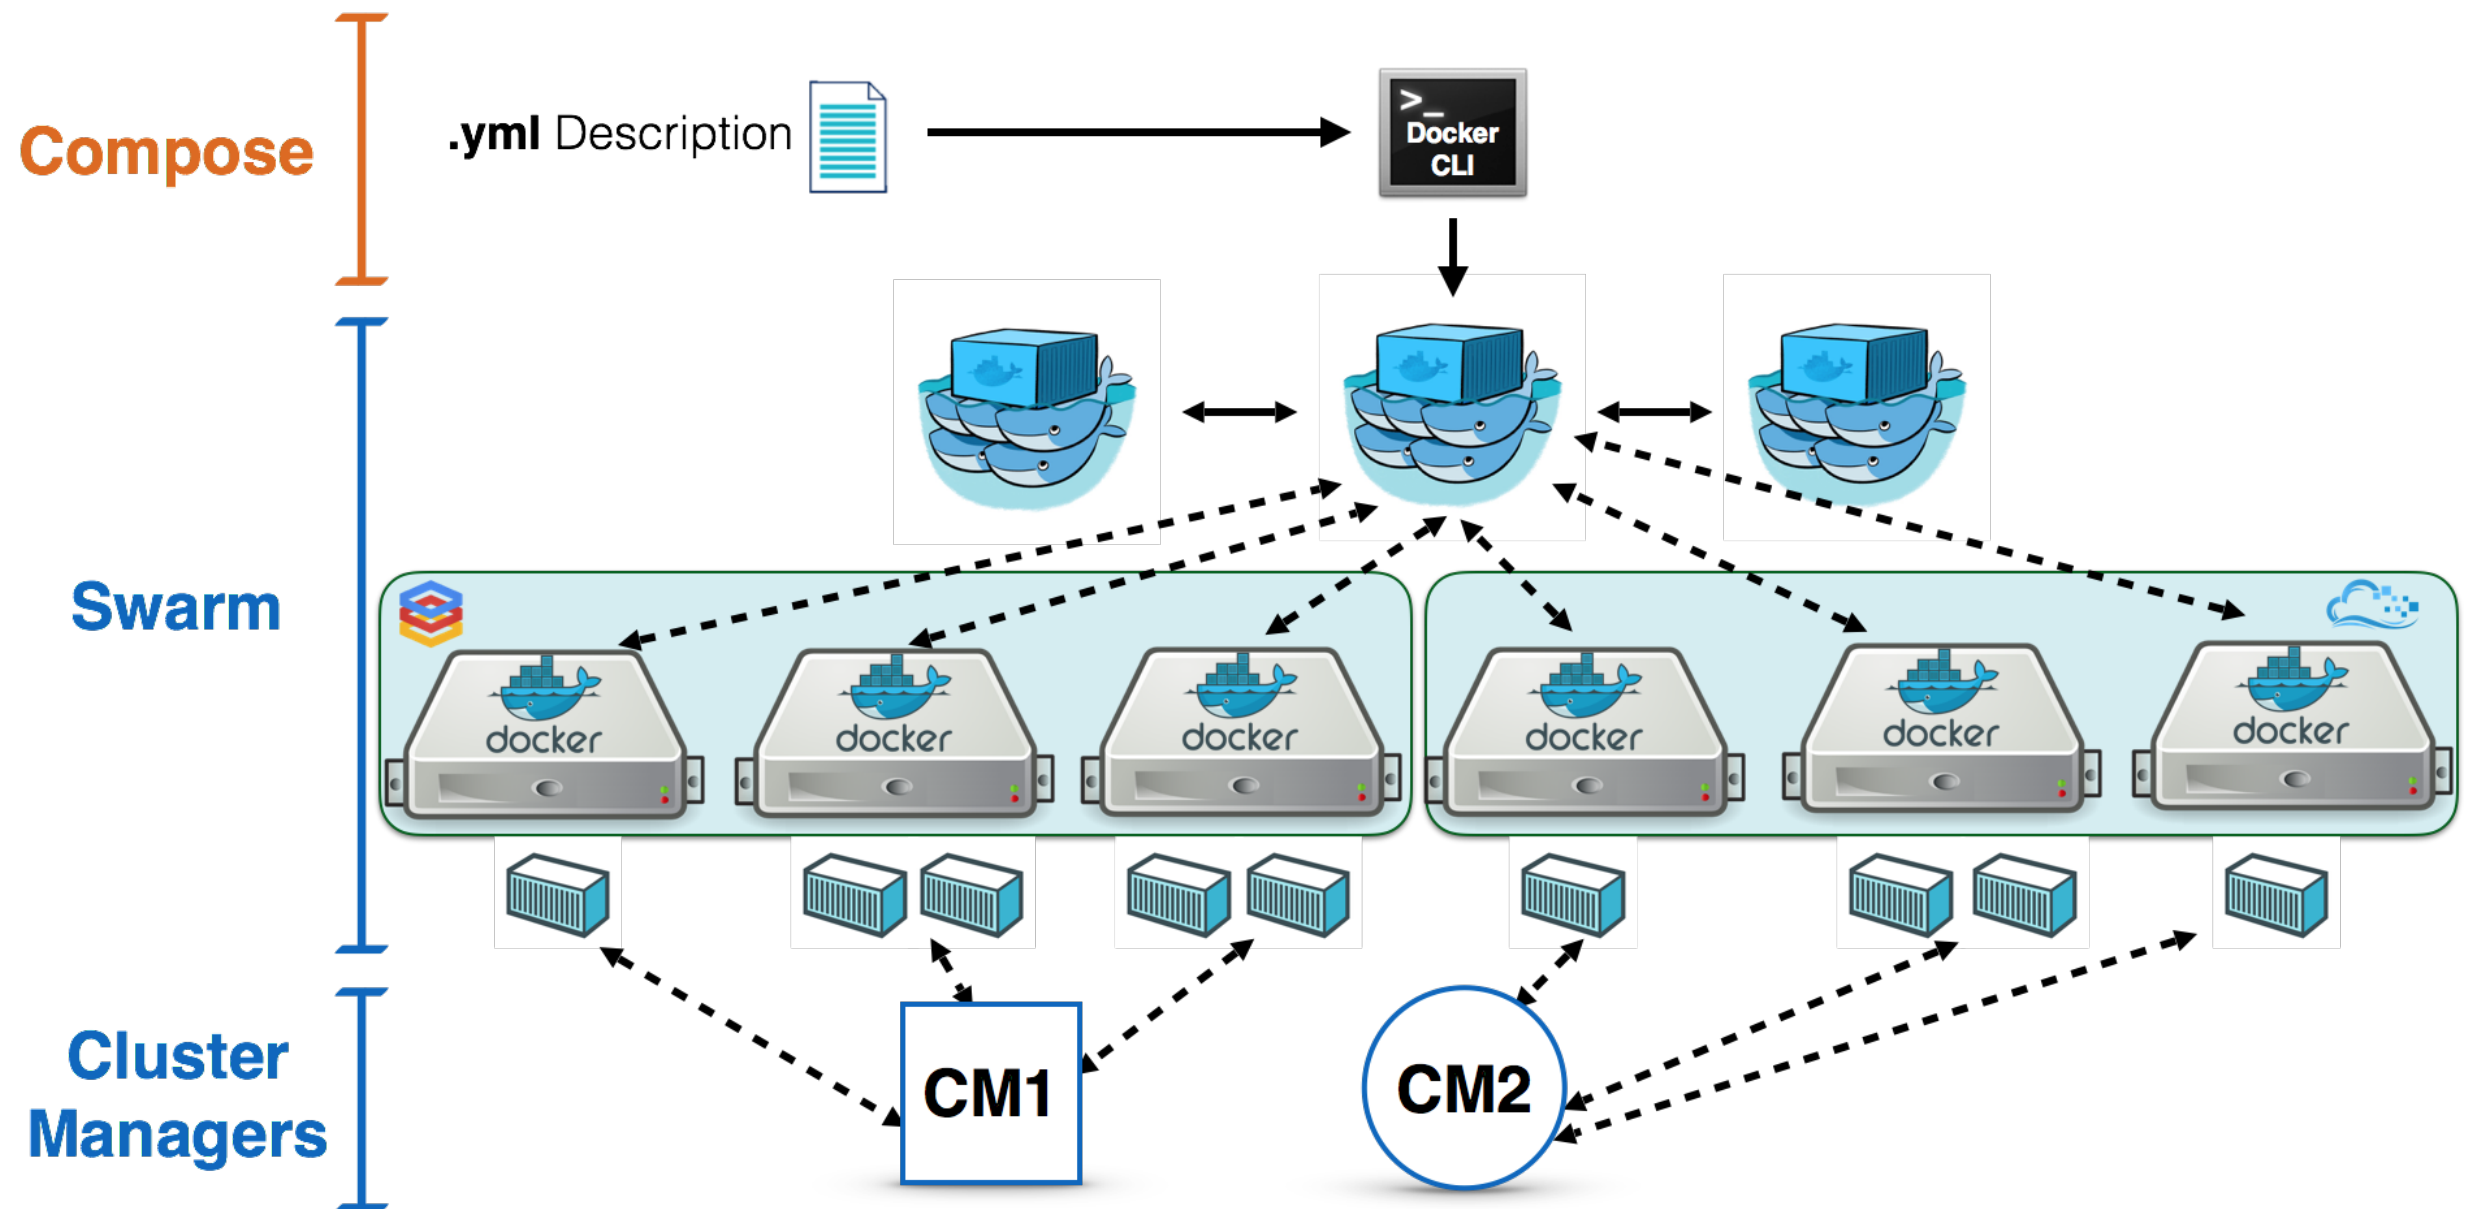 Compose
.yml Description
>_
Docker
CLI
Swarm
docker
docker
docker
docker
docker
docker
Cluster
Managers
CM1
CM2